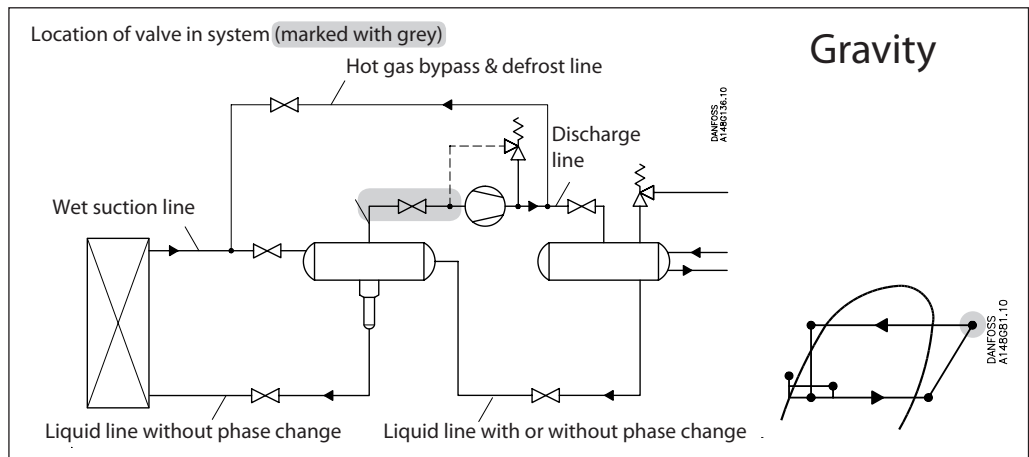 Location of valve in system (marked with grey)
Gravity
Hot gas bypass & defrost line
DANFOSS
A148G136.10
Discharge
line
Wet suction line
DANFOSS
A148G81.10
Liquid line without phase change
Liquid line with or without phase change